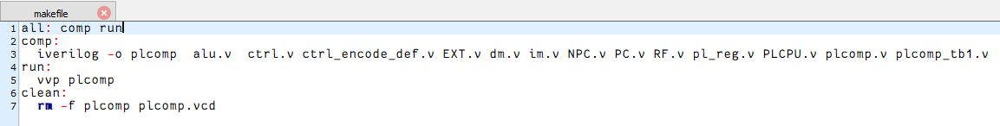 makefile
1 all: comp run
2 comp:
3   iverilog -o plcomp  alu.v  ctrl.v ctrl_encode_def.v EXT.v dm.v im.v NPC.v PC.v RF.v pl_reg.v PLCPU.v plcomp.v plcomp_tb1.v
4 run:
5   vvp plcomp
6 clean:
7   rm -f plcomp plcomp.vcd